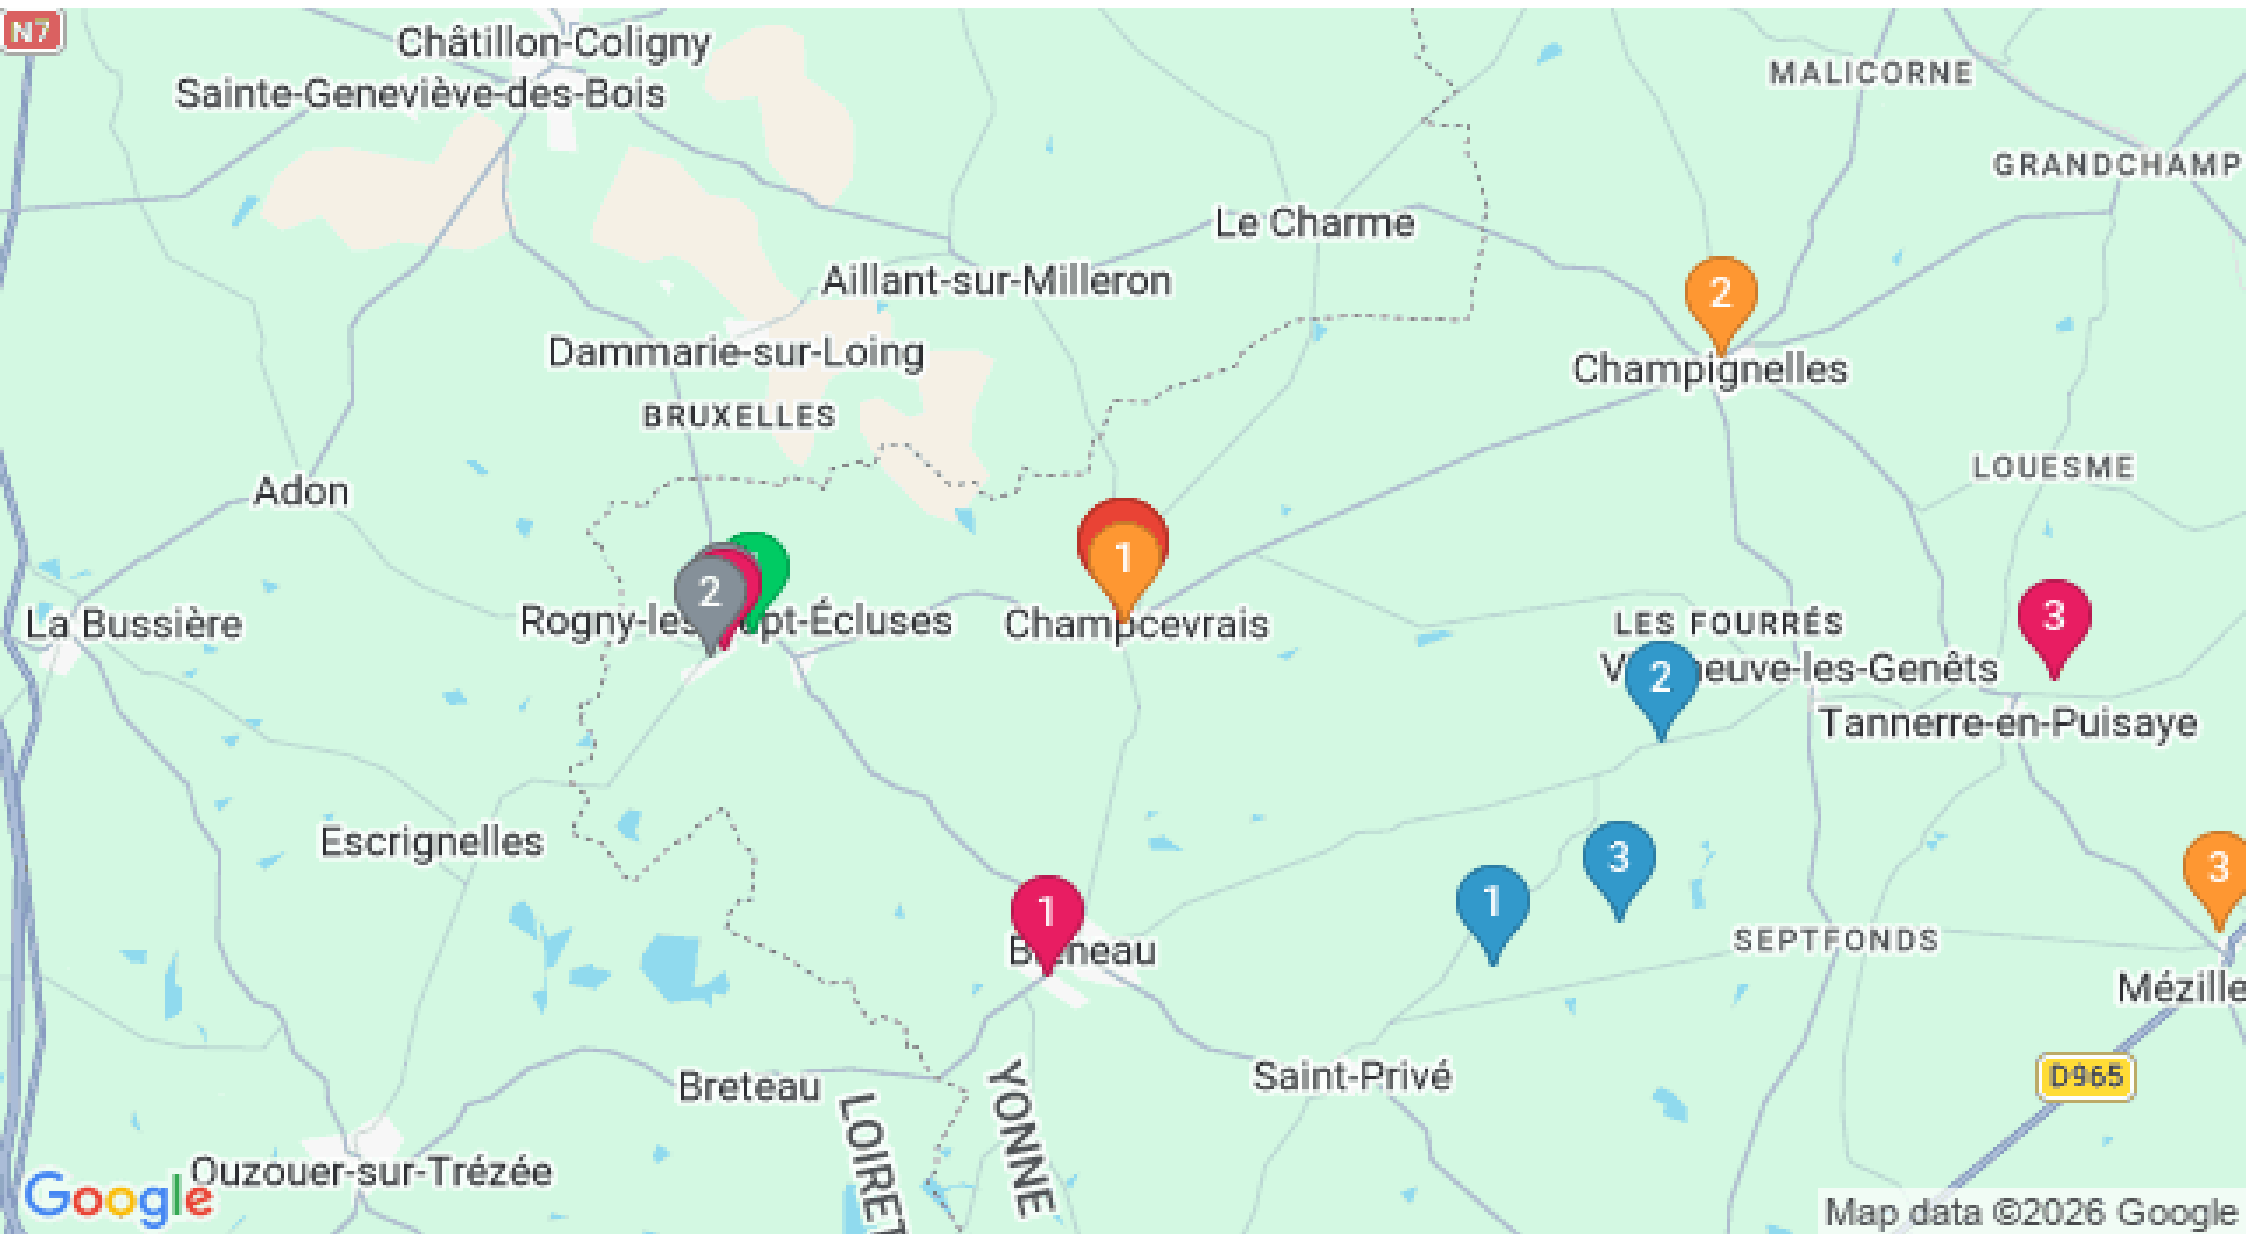 N7
Châtillon-Coligny
MALICORNE
Sainte-Geneviève-des-Bois
GRANDCHAMP
Le Charme
Aillant-sur-Milleron
2
Dammarie-sur-Loing
Champignelles
BRUXELLES
LOUESME
Adon
1
2
3
La Bussière
Rogny-les pt-Écluses
Champcevrais
LES FOURRÉS
2
euve-les-Genêts
Tannerre-en-Puisaye
Escrignelles
3
3
1
1
B neau
SEPTFONDS
Mézille
Saint-Privé
D965
Breteau
YONNE
LOIRET
Ouzouer-sur-Trézée
Google
Map data ©2026 Google